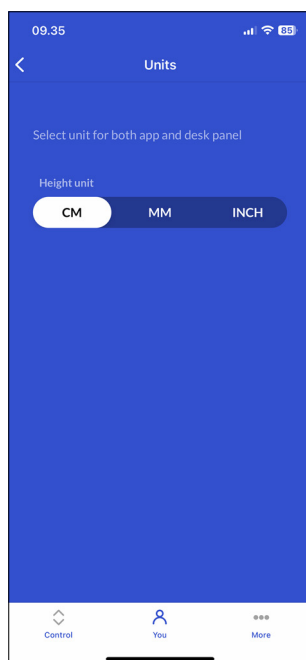 09.35
85
Units
Select unit for both app and desk panel
Height unit
CM MM INCH
Control You More